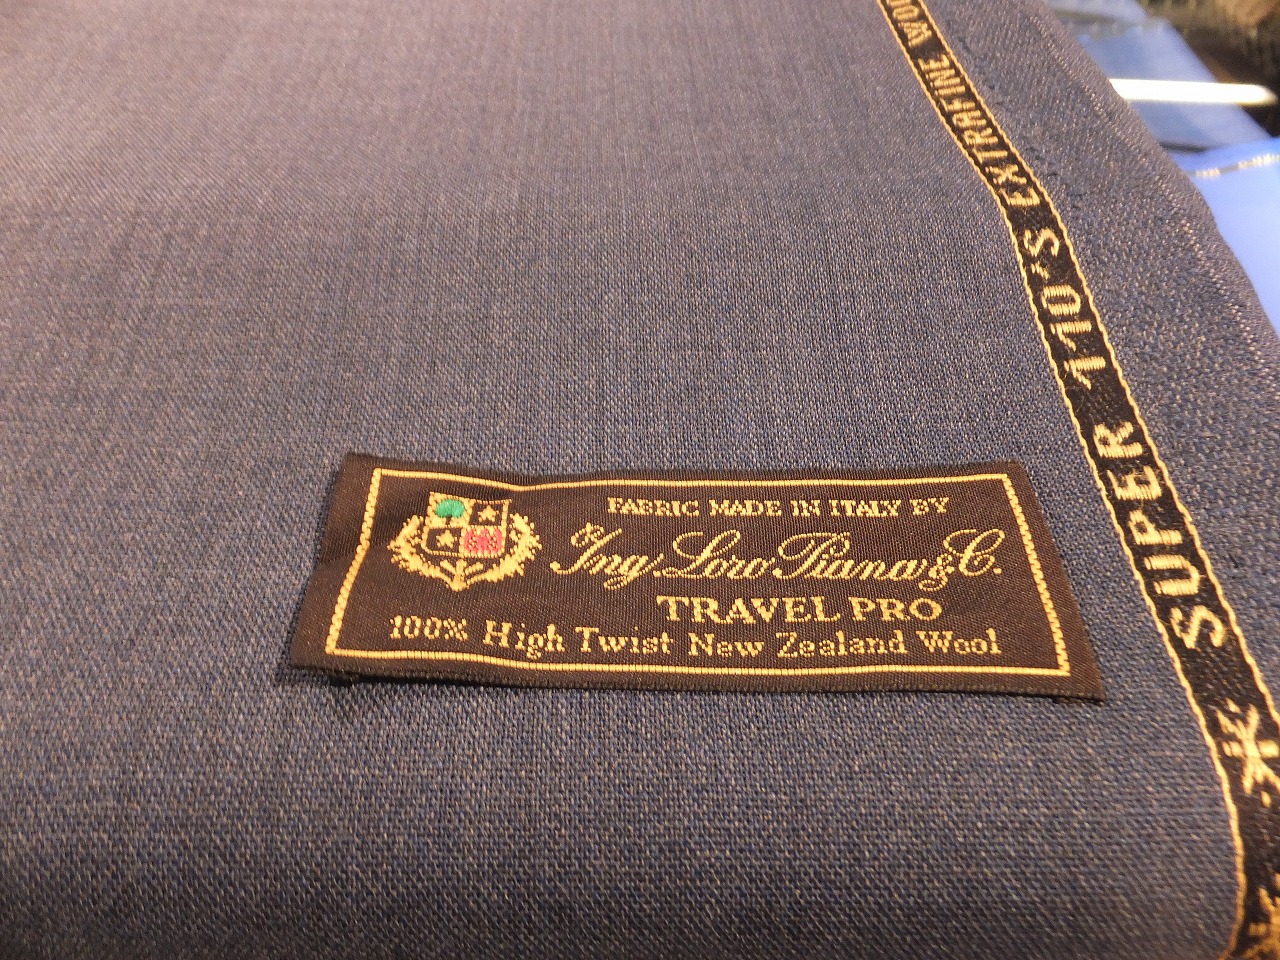 FABRIC MADE IN ITALY BY
Ing. Loro Piana & C.
TRAVEL PRO
100% High Twist New Zealand Wool
SUPER 110'S EXTRAFINE